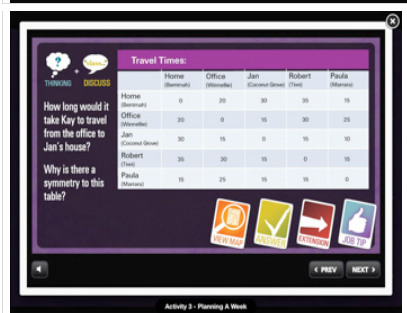 ?
"Umm..."
THINKING + DISCUSS
How long would it
take Kay to travel
from the office to
Jan's house?
Why is there a
symmetry to this
table?
Travel Times:
Home Office Jan Robert Paula
(Berrimah) (Winnellie) (Coconut Grove) (Tiwi) (Marrara)
Home 0 20 30 35 15
(Berrimah)
Office 20 0 15 30 25
(Winnellie)
Jan 30 15 0 15 10
(Coconut Grove)
Robert 35 30 15 0 15
(Tiwi)
Paula 15 25 15 15 0
(Marrara)
VIEW MAP ANSWER EXTENSION JOB TIP
< PREV NEXT >
Activity 3 - Planning A Week